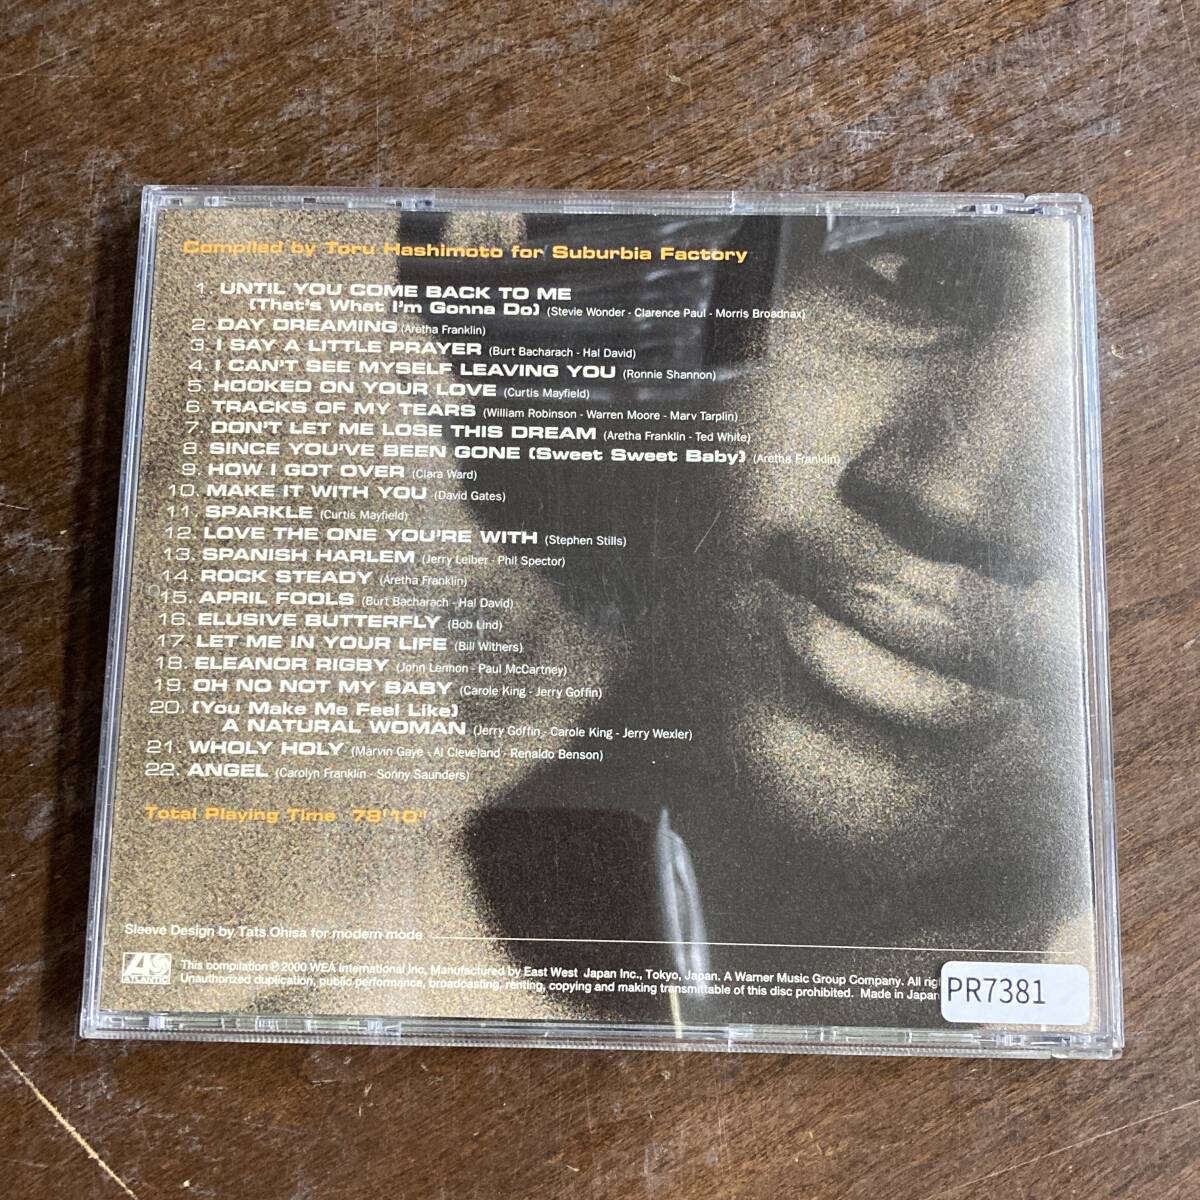 Compiled by Toru Hashimoto for Suburbia Factory
1. UNTIL YOU COME BACK TO ME
(That's What I'm Gonna Do) (Stevie Wonder - Clarence Paul - Morris Broadnax)
2. DAY DREAMING (Aretha Franklin)
3. I SAY A LITTLE PRAYER (Burt Bacharach - Hal David)
4. I CAN'T SEE MYSELF LEAVING YOU (Ronnie Shannon)
5. HOOKED ON YOUR LOVE (Curtis Mayfield)
6. TRACKS OF MY TEARS (William Robinson - Warren Moore - Marv Tarplin)
7. DON'T LET ME LOSE THIS DREAM (Aretha Franklin - Ted White)
8. SINCE YOU'VE BEEN GONE (Sweet Sweet Baby) (Aretha Franklin)
9. HOW I GOT OVER (Clara Ward)
10. MAKE IT WITH YOU (David Gates)
11. SPARKLE (Curtis Mayfield)
12. LOVE THE ONE YOU'RE WITH (Stephen Stills)
13. SPANISH HARLEM (Jerry Leiber - Phil Spector)
14. ROCK STEADY (Aretha Franklin)
15. APRIL FOOLS (Burt Bacharach - Hal David)
16. ELUSIVE BUTTERFLY (Bob Lind)
17. LET ME IN YOUR LIFE (Bill Withers)
18. ELEANOR RIGBY (John Lennon - Paul McCartney)
19. OH NO NOT MY BABY (Carole King - Jerry Goffin)
20. (You Make Me Feel Like)
A NATURAL WOMAN (Jerry Goffin - Carole King - Jerry Wexler)
21. WHOLY HOLY (Marvin Gaye - Al Cleveland - Renaldo Benson)
22. ANGEL (Carolyn Franklin - Sonny Saunders)
Total Playing Time 78'10"
Sleeve Design by Tats Ohisa for modern mode
ATLANTIC
This compilation ℗ 2000 WEA International Inc. Manufactured by East West Japan Inc., Tokyo, Japan. A Warner Music Group Company. All
Unauthorized duplication, public performance, broadcasting, renting, copying and making transmittable of this disc prohibited. Made in Japan
PR7381